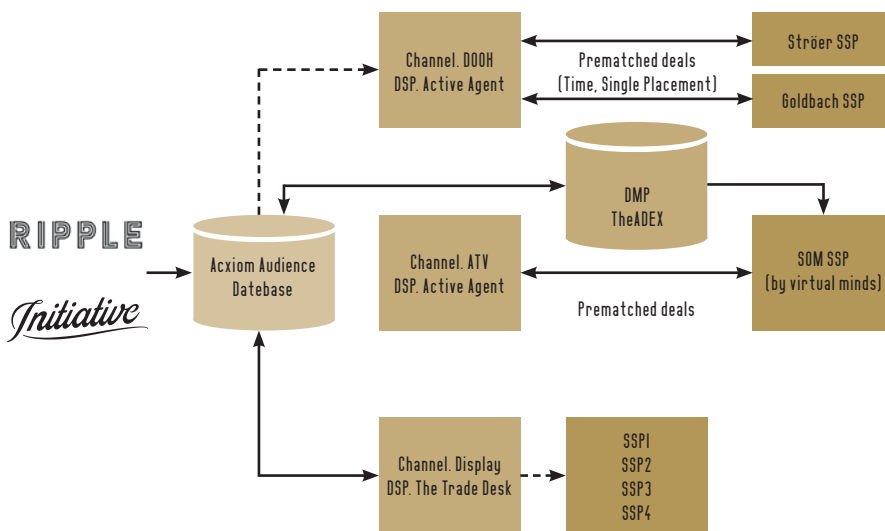 Channel. DOOH
DSP. Active Agent
Prematched deals
(Time, Single Placement)
Ströer SSP
Goldbach SSP
DMP
TheADEX
RIPPLE
Initiative
Acxiom Audience
Datebase
Channel. ATV
DSP. Active Agent
Prematched deals
SOM SSP
(by virtual minds)
Channel. Display
DSP. The Trade Desk
SSP1
SSP2
SSP3
SSP4